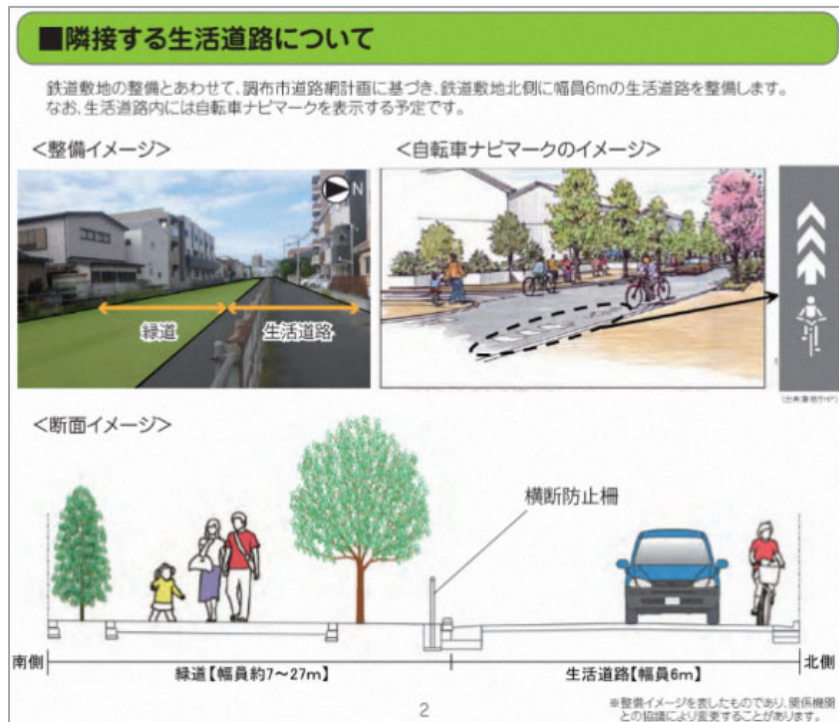 ■隣接する生活道路について
鉄道敷地の整備とあわせて、調布市道路網計画に基づき、鉄道敷地北側に幅員6mの生活道路を整備します。
なお、生活道路内には自転車ナビマークを表示する予定です。
＜整備イメージ＞
＜自転車ナビマークのイメージ＞
N
緑道
生活道路
＜断面イメージ＞
横断防止柵
南側
緑道【幅員約7～27m】
生活道路【幅員6m】
北側
2
※整備イメージを表したものであり、関係機関
との協議により変更することがあります。